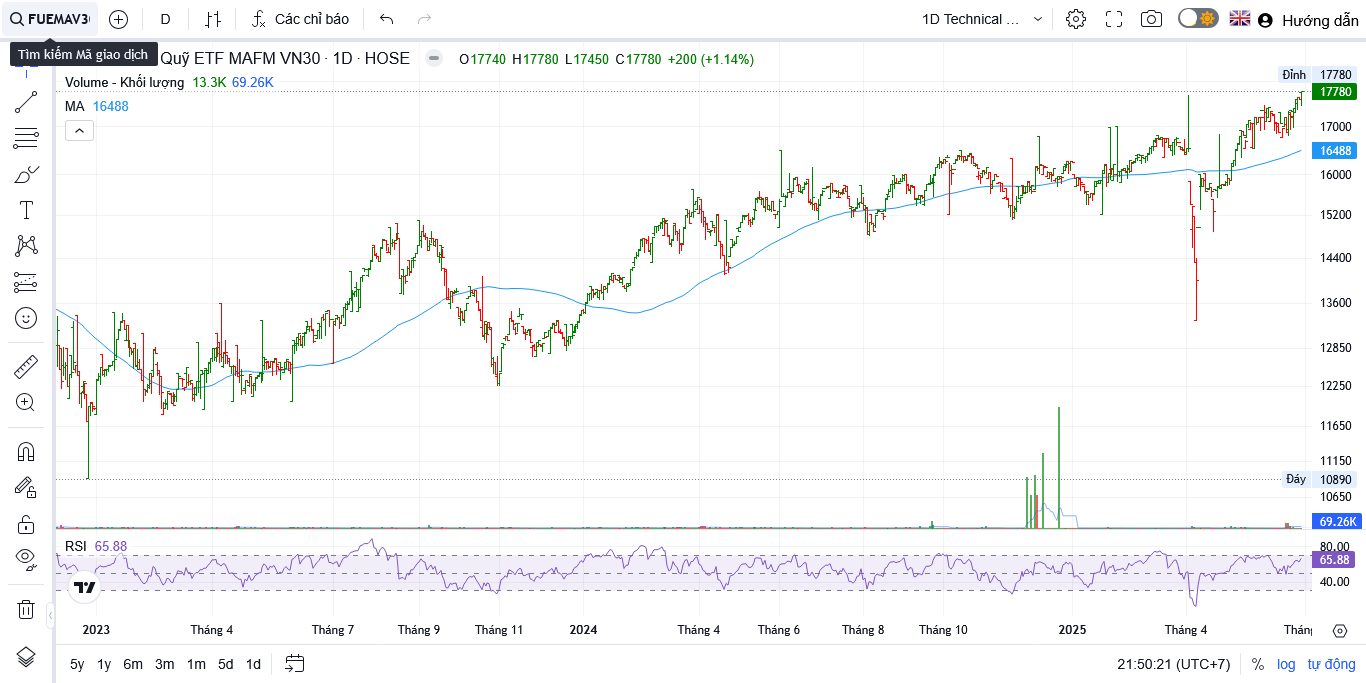 FUEMAV3
D
Các chỉ báo
1D Technical ...
Hướng dẫn
Tìm kiếm Mã giao dịch
Quỹ ETF MAFM VN30 · 1D · HOSE
O17740 H17780 L17450 C17780 +200 (+1.14%)
Volume - Khối lượng 13.3K 69.26K
MA 16488
Đỉnh 17780
17780
17000
16488
16000
15200
14400
13600
12850
12250
11650
11150
Đáy 10890
10650
69.26K
RSI 65.88
80.00
65.88
40.00
2023 Tháng 4 Tháng 7 Tháng 9 Tháng 11 2024 Tháng 4 Tháng 6 Tháng 8 Tháng 10 2025 Tháng 4 Thán
5y 1y 6m 3m 1m 5d 1d
21:50:21 (UTC+7) % log tự động